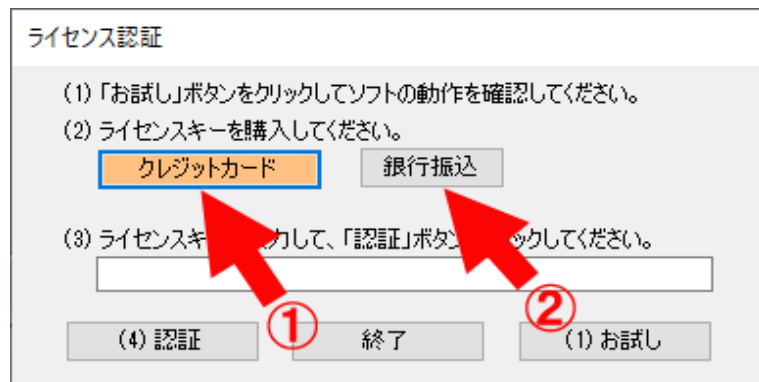 ライセンス認証
(1)「お試し」ボタンをクリックしてソフトの動作を確認してください。
(2) ライセンスキーを購入してください。
クレジットカード 銀行振込
(3) ライセンスキ 力して、「認証」ボタ ックしてください。
① ②
(4) 認証 終了 (1) お試し